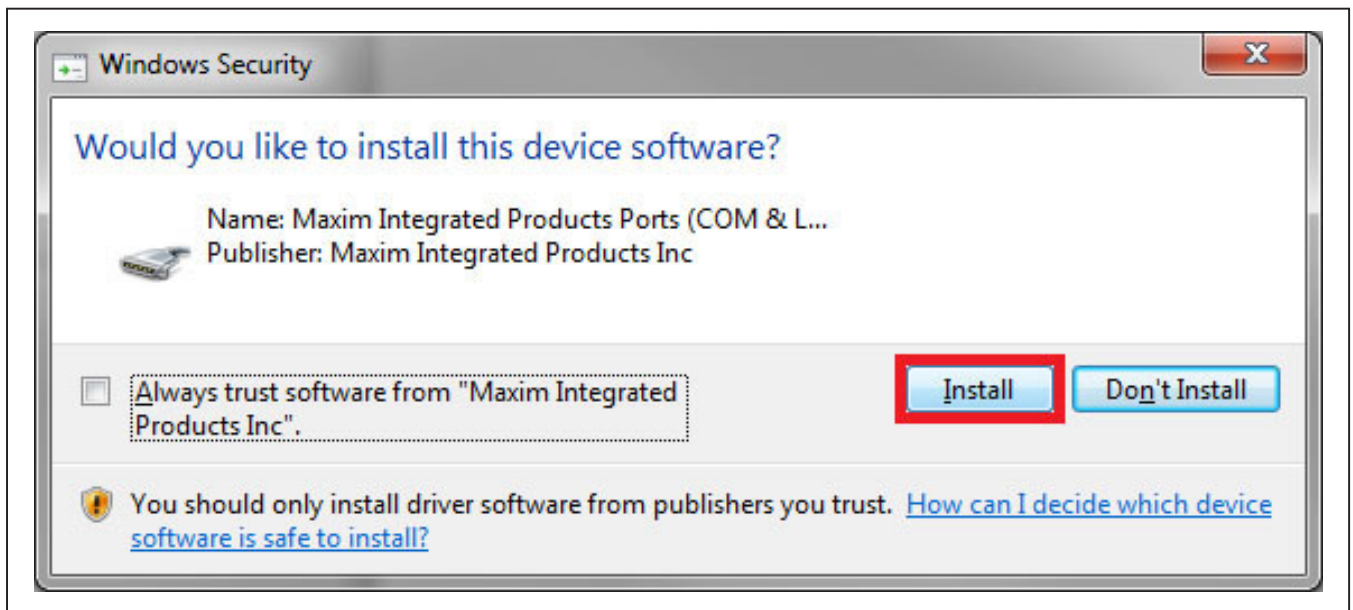 Windows Security
Would you like to install this device software?
Name: Maxim Integrated Products Ports (COM & L...
Publisher: Maxim Integrated Products Inc
Always trust software from "Maxim Integrated
Products Inc".
Install
Don't Install
You should only install driver software from publishers you trust. How can I decide which device
software is safe to install?